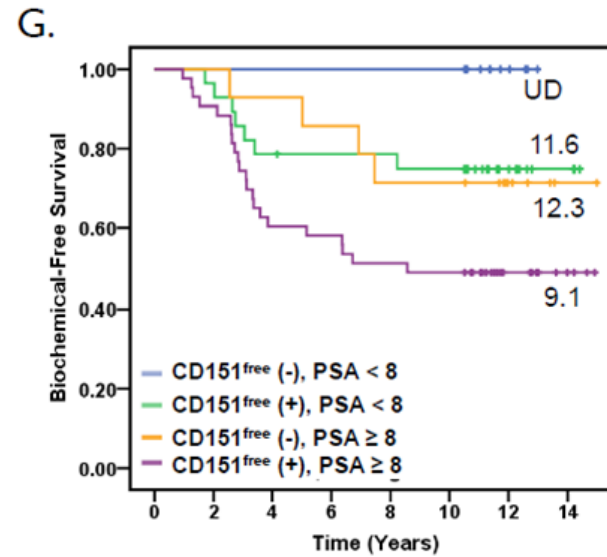 G.
Biochemical-Free Survival
1.00
0.80
0.60
0.40
0.20
0.00
UD
11.6
12.3
9.1
CD151free (-), PSA < 8
CD151free (+), PSA < 8
CD151free (-), PSA ≥ 8
CD151free (+), PSA ≥ 8
0 2 4 6 8 10 12 14
Time (Years)